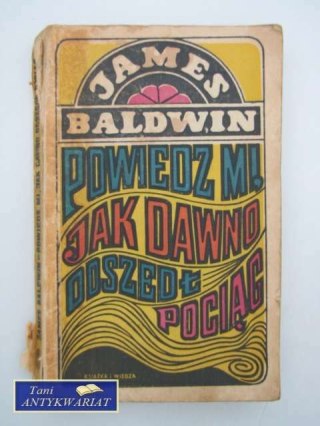 JAMES
BALDWIN
POWIEDZ MI,
JAK DAWNO
ODSZEDŁ
POCIĄG
KSIĄŻKA I WIEDZA
Tani
ANTYKWARIAT